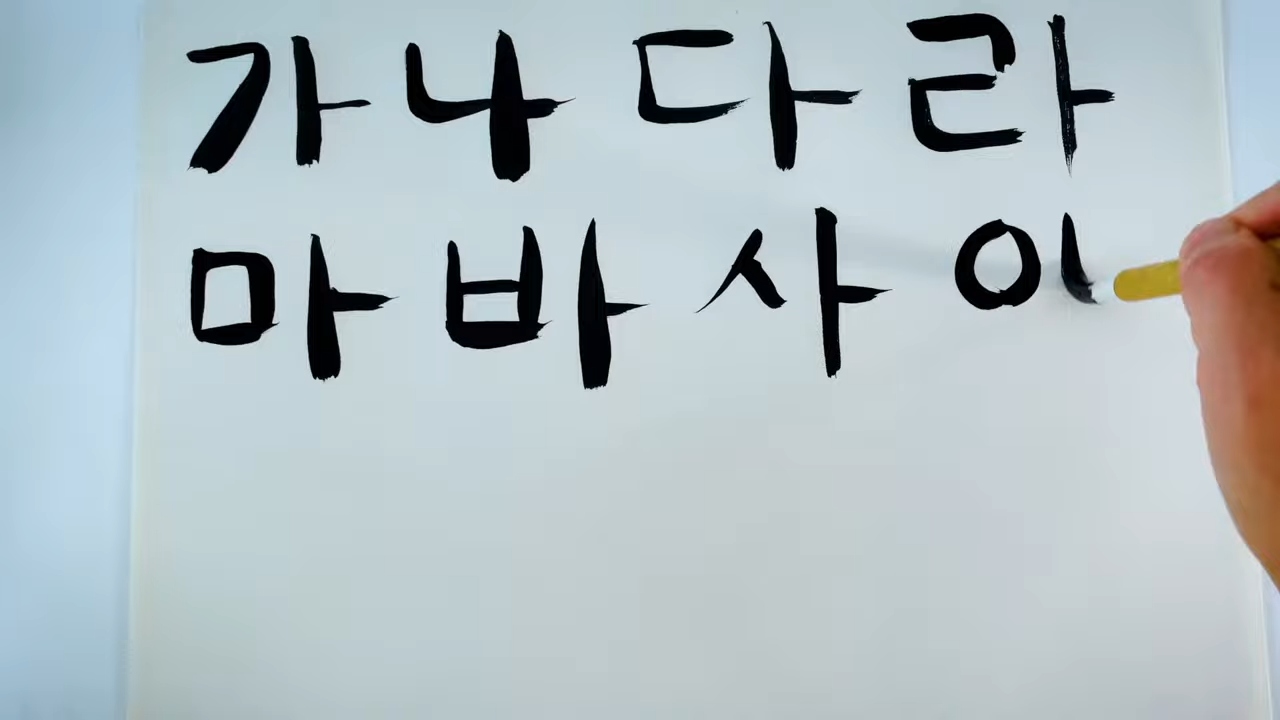 가 나 다 라
마 바 사 이